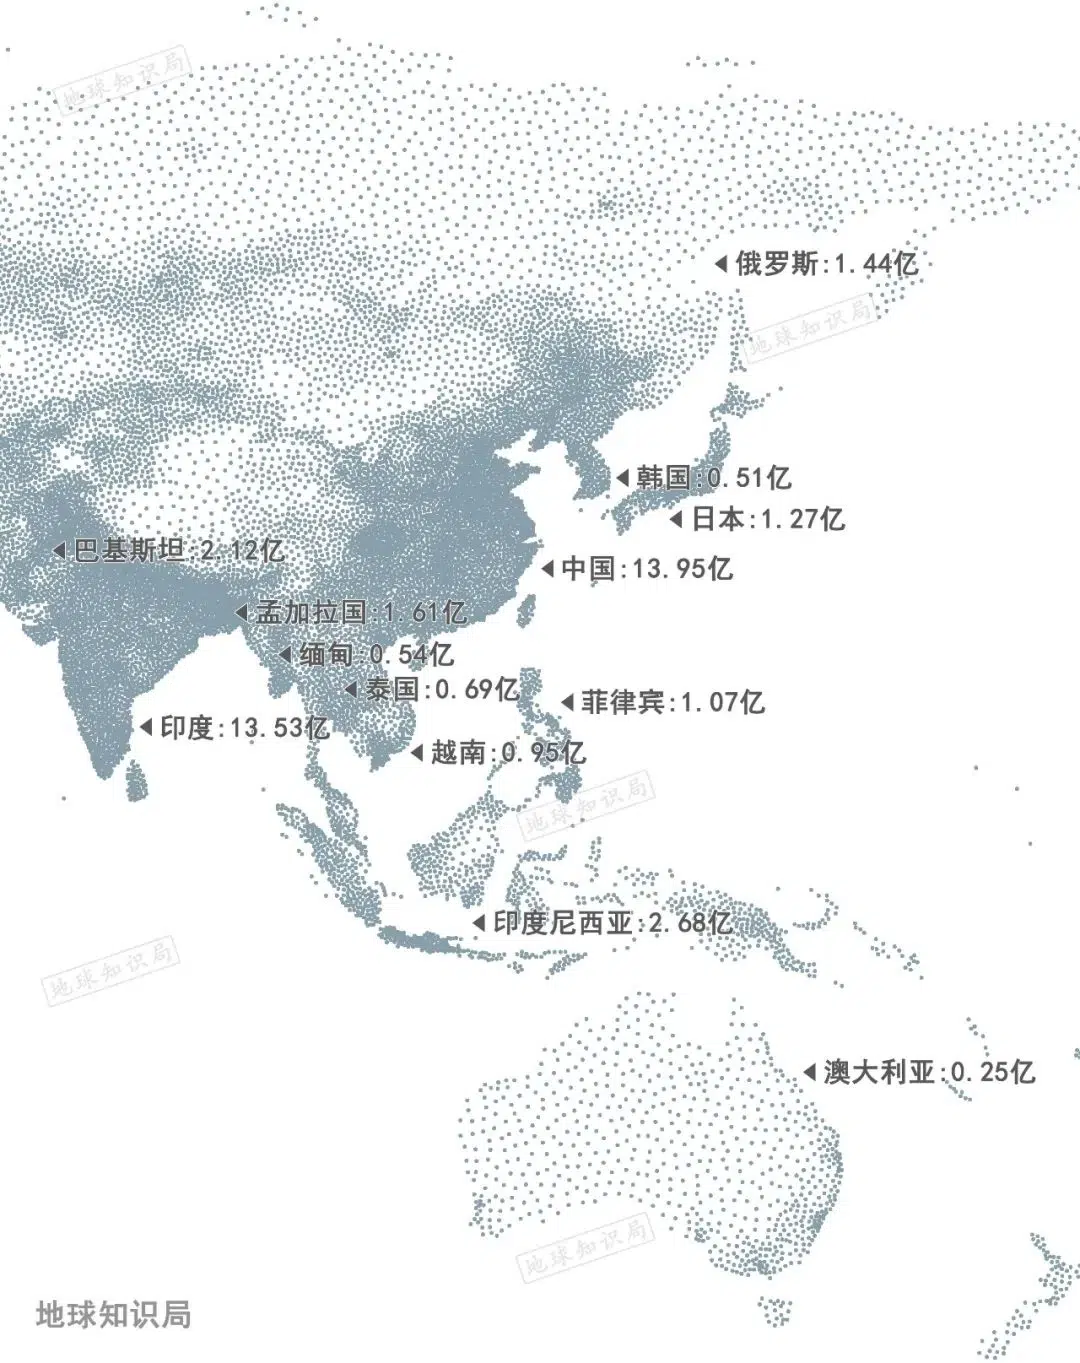 地球知识局
俄罗斯:1.44亿
地球知识局
韩国:0.51亿
日本:1.27亿
巴基斯坦:2.12亿
中国:13.95亿
孟加拉国:1.61亿
缅甸:0.54亿
泰国:0.69亿
菲律宾:1.07亿
印度:13.53亿
越南:0.95亿
地球知识局
印度尼西亚:2.68亿
地球知识局
澳大利亚:0.25亿
地球知识局
地球知识局